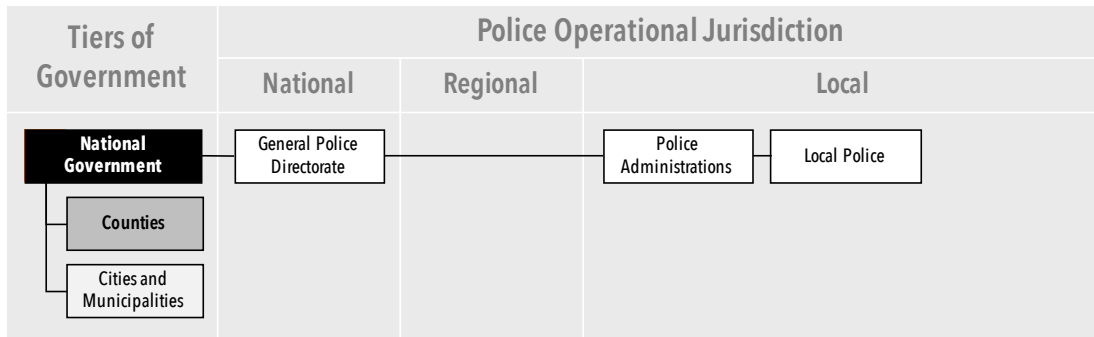 Tiers of
Government
Police Operational Jurisdiction
National
Regional
Local
National
Government
General Police
Directorate
Police
Administrations
Local Police
Counties
Cities and
Municipalities